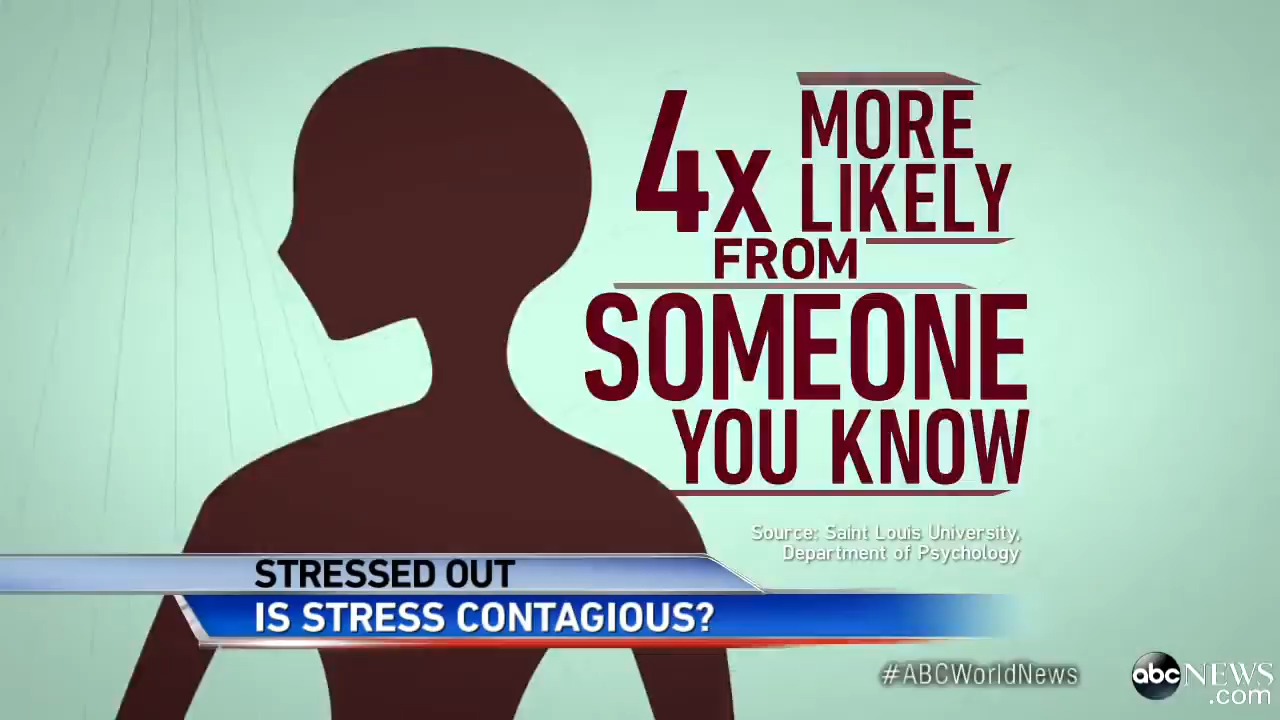 4x MORE
LIKELY
FROM
SOMEONE
YOU KNOW
Source: Saint Louis University,
Department of Psychology
STRESSED OUT
IS STRESS CONTAGIOUS?
#ABCWorldNews
abc NEWS
.com